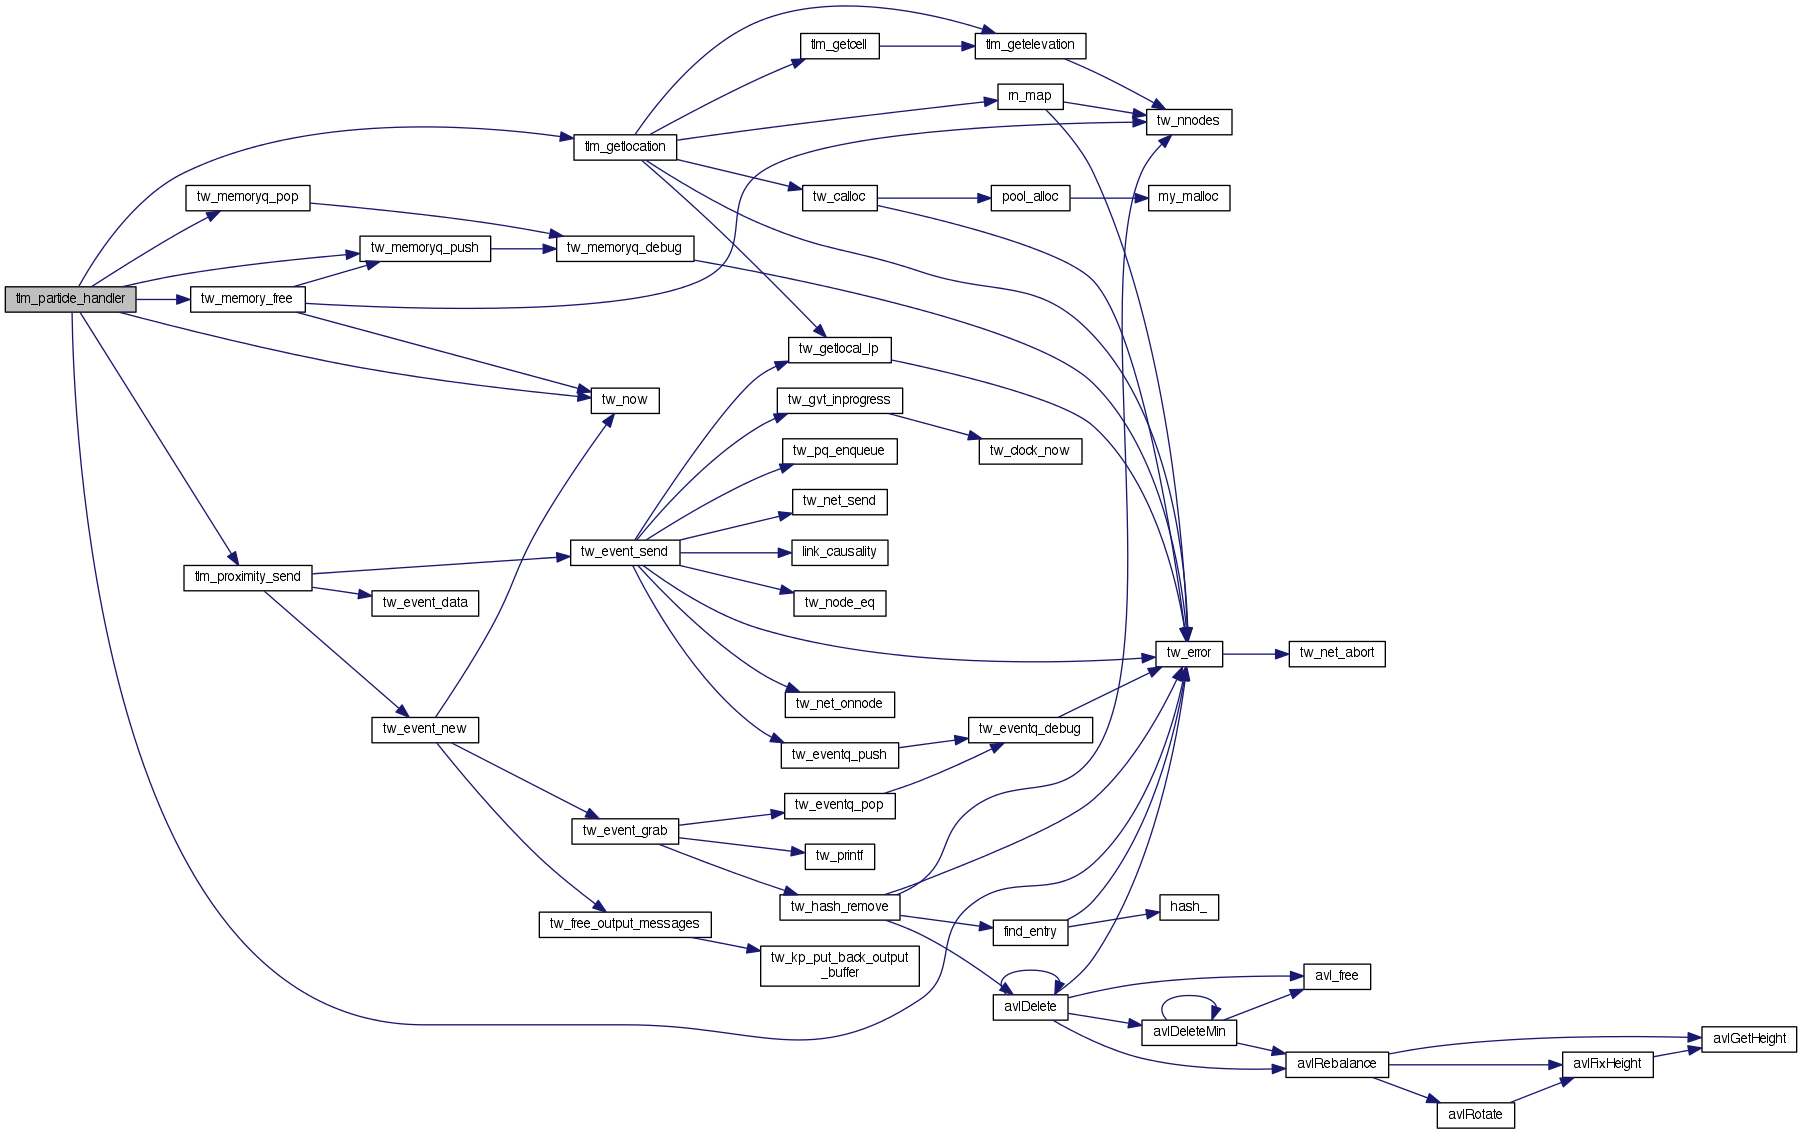 tlm_getcell
tlm_getelevation
rn_map
tw_nnodes
tlm_getlocation
tw_memoryq_pop
tw_calloc
pool_alloc
my_malloc
tw_memoryq_push
tw_memoryq_debug
tlm_particle_handler
tw_memory_free
tw_getlocal_lp
tw_now
tw_gvt_inprogress
tw_pq_enqueue
tw_clock_now
tw_net_send
tw_event_send
link_causality
tlm_proximity_send
tw_event_data
tw_node_eq
tw_error
tw_net_abort
tw_net_onnode
tw_event_new
tw_eventq_debug
tw_eventq_push
tw_eventq_pop
tw_event_grab
tw_printf
tw_hash_remove
hash_
tw_free_output_messages
find_entry
tw_kp_put_back_output
_buffer
avl_free
avlDelete
avlDeleteMin
avlGetHeight
avlRebalance
avlFixHeight
avlRotate